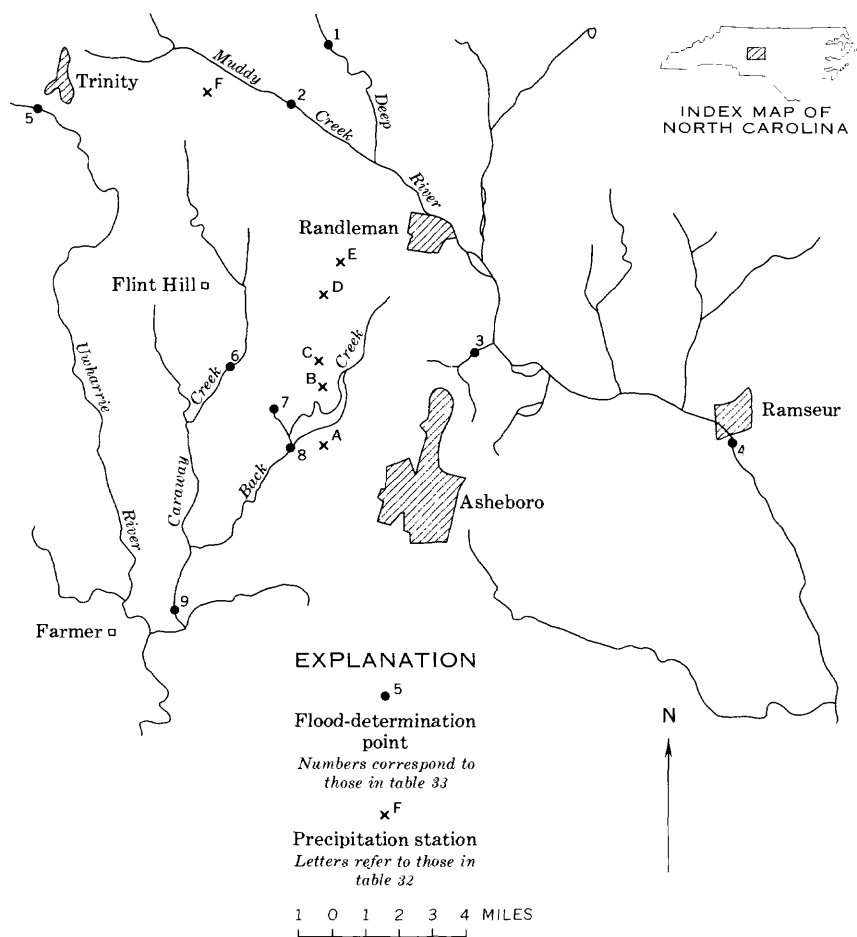 1
Muddy
Trinity
F
2
Creek
Deep
5
River
INDEX MAP OF
NORTH CAROLINA
Randleman
E
Flint Hill
D
C
Creek
B
6
3
Uwharrie
Creek
7
Ramseur
A
8
4
Back
Caraway
Asheboro
River
9
Farmer
EXPLANATION
5
Flood-determination
point
Numbers correspond to
those in table 33
F
Precipitation station
Letters refer to those in
table 32
N
1 0 1 2 3 4 MILES